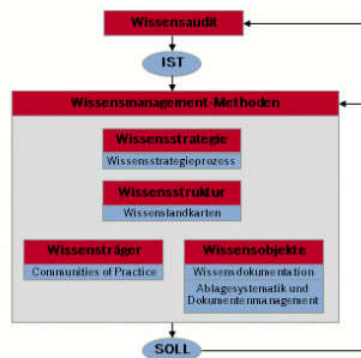 Wissensaudit
IST
Wissensmanagement-Methoden
Wissensstrategie
Wissensstrategieprozess
Wissensstruktur
Wissenslandkarten
Wissensträger
Communities of Practice
Wissensobjekte
Wissensdokumentation
Ablagesystematik und
Dokumentenmanagement
SOLL